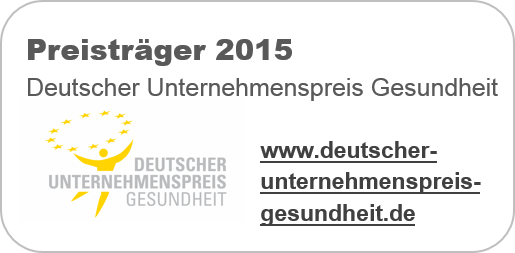 Preisträger 2015
Deutscher Unternehmenspreis Gesundheit
DEUTSCHER
UNTERNEHMENSPREIS
GESUNDHEIT
www.deutscher-
unternehmenspreis-
gesundheit.de